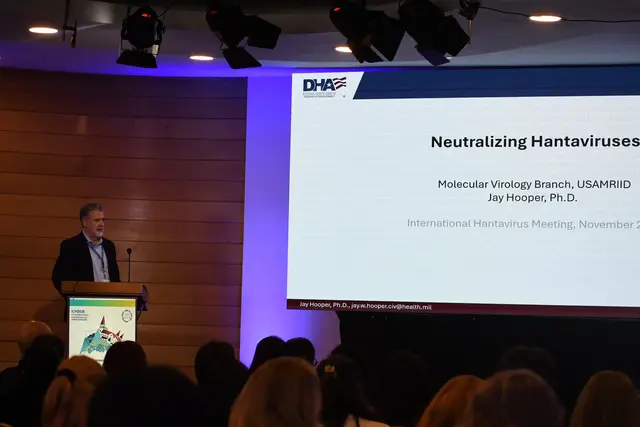 DHA
Neutralizing Hantaviruses
Molecular Virology Branch, USAMRIID
Jay Hooper, Ph.D.
International Hantavirus Meeting, November 2
Jay Hooper, Ph.D., jay.w.hooper.civ@health.mil